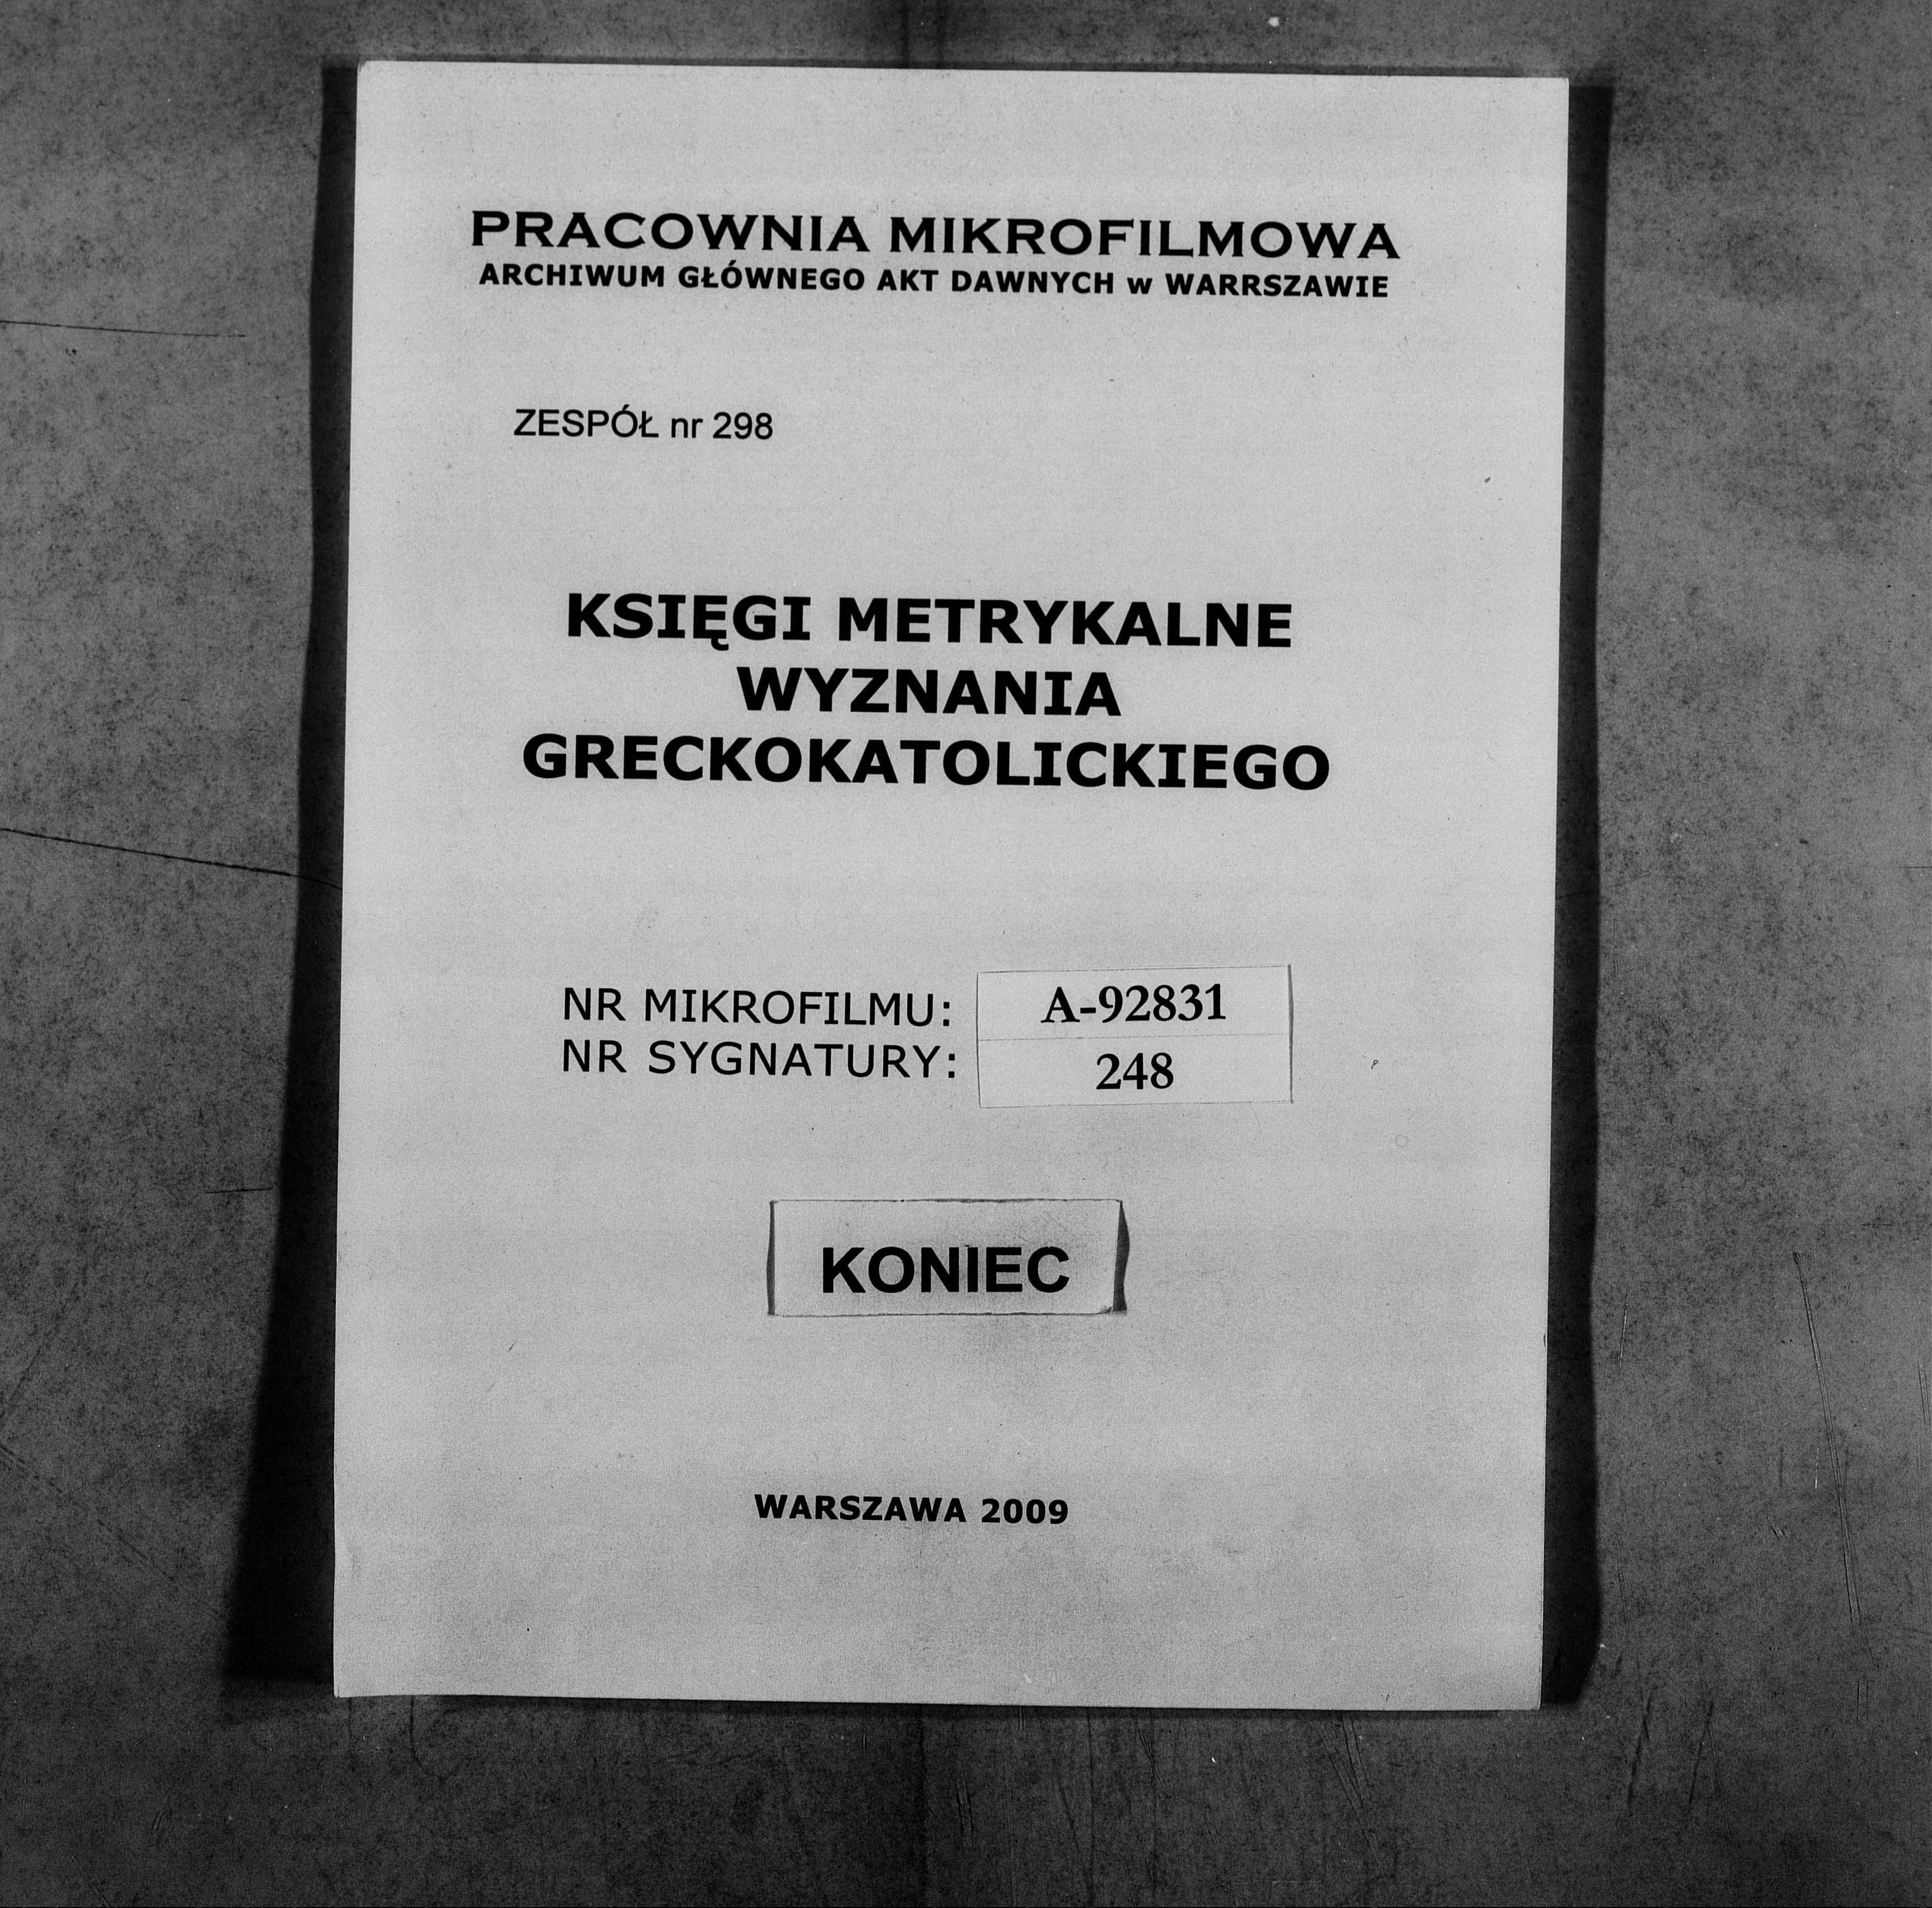 PRACOWNIA MIKROFILMOWA
ARCHIWUM GŁÓWNEGO AKT DAWNYCH w WARRSZAWIE
ZESPÓŁ nr 298
KSIĘGI METRYKALNE
WYZNANIA
GRECKOKATOLICKIEGO
NR MIKROFILMU: A-92831
NR SYGNATURY: 248
KONIEC
WARSZAWA 2009